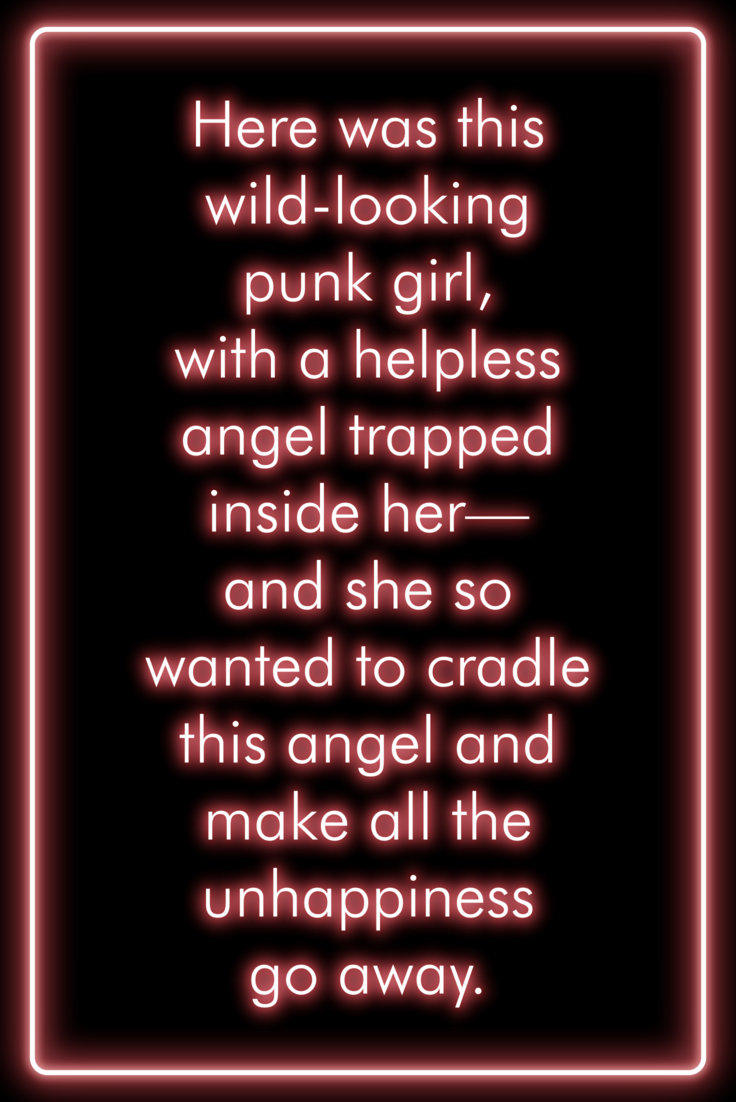 Here was this
wild-looking
punk girl,
with a helpless
angel trapped
inside her—
and she so
wanted to cradle
this angel and
make all the
unhappiness
go away.